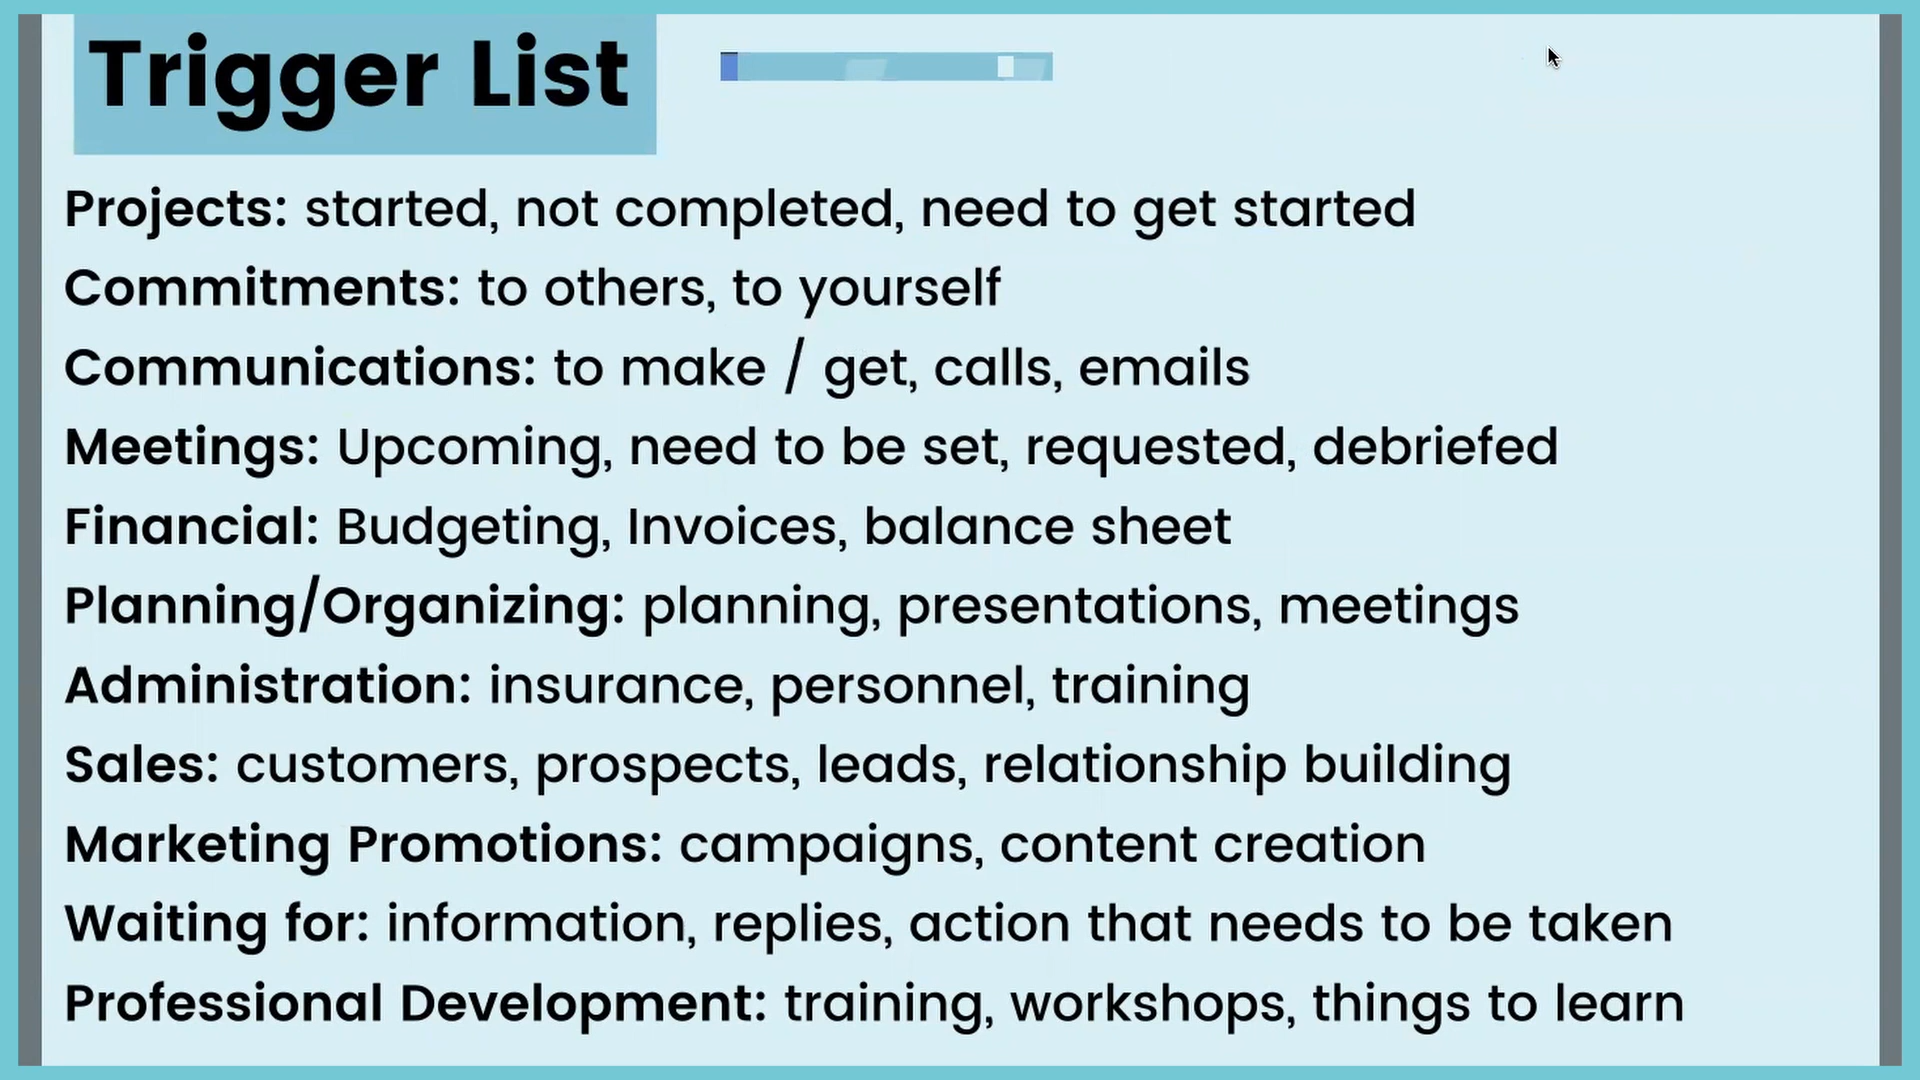 Trigger List
Projects: started, not completed, need to get started
Commitments: to others, to yourself
Communications: to make / get, calls, emails
Meetings: Upcoming, need to be set, requested, debriefed
Financial: Budgeting, Invoices, balance sheet
Planning/Organizing: planning, presentations, meetings
Administration: insurance, personnel, training
Sales: customers, prospects, leads, relationship building
Marketing Promotions: campaigns, content creation
Waiting for: information, replies, action that needs to be taken
Professional Development: training, workshops, things to learn